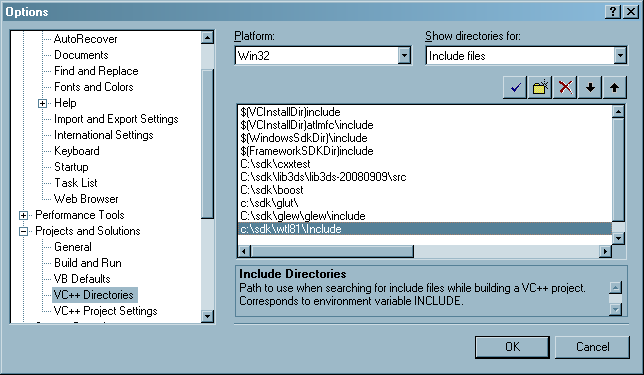 Options
Platform:
Show directories for:
Win32
Include files
AutoRecover
Documents
Find and Replace
Fonts and Colors
Help
Import and Export Settings
International Settings
Keyboard
Startup
Task List
Web Browser
Performance Tools
Projects and Solutions
General
Build and Run
VB Defaults
VC++ Directories
VC++ Project Settings
$(VCInstallDir)include
$(VCInstallDir)atlmfc\include
$(WindowsSdkDir)\include
$(FrameworkSDKDir)include
C:\sdk\cxxtest
C:\sdk\lib3ds\lib3ds-20080909\src
C:\sdk\boost
c:\sdk\glut\
C:\sdk\glew\glew\include
c:\sdk\wtl81\Include
Include Directories
Path to use when searching for include files while building a VC++ project.
Corresponds to environment variable INCLUDE.
OK
Cancel